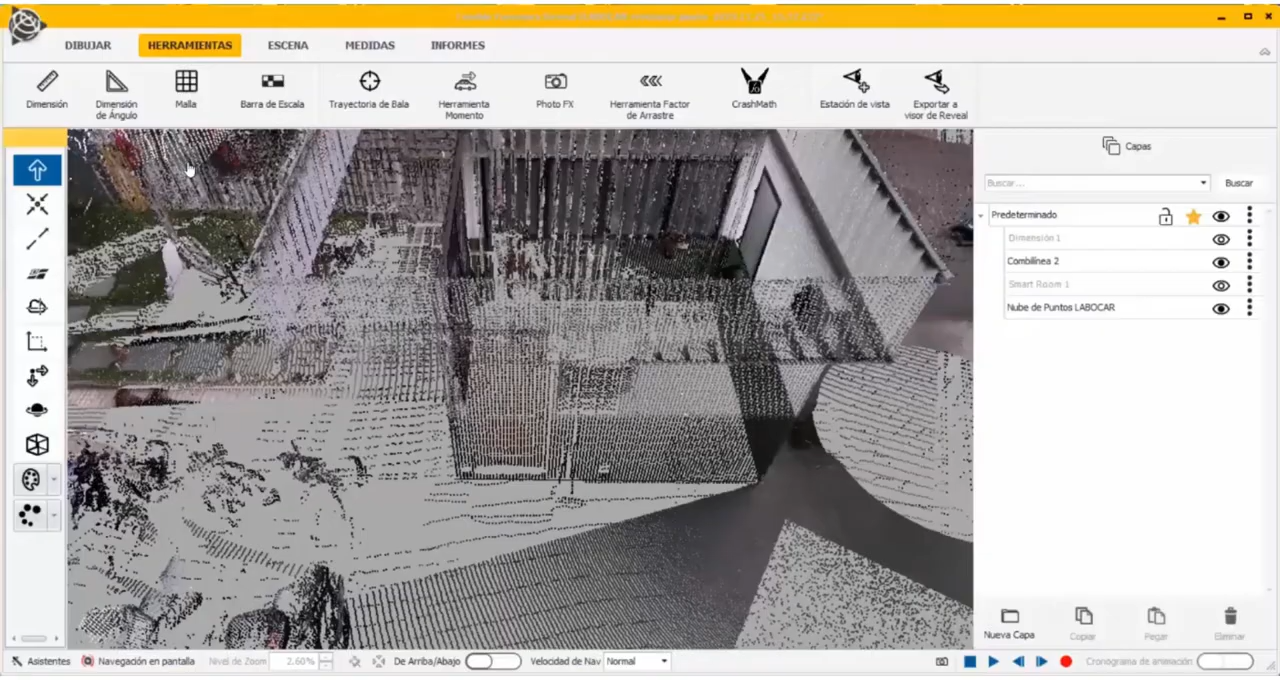 DIBUJAR HERRAMIENTAS ESCENA MEDIDAS INFORMES
Dimensión
Dimensión
de Ángulo
Malla
Barra de Escala
Trayectoria de Bala
Herramienta
Momento
Photo FX
Herramienta Factor
de Arrastre
CrashMath
Estación de vista
Exportar a
visor de Reveal
Capas
Buscar...
Buscar
Predeterminado
Dimensión 1
Combilínea 2
Smart Room 1
Nube de Puntos LABOCAR
Nueva Capa
Copiar
Pegar
Eliminar
Asistentes
Navegación en pantalla
Nivel de Zoom
2.60%
De Arriba/Abajo
Velocidad de Nav
Normal
Cronograma de animación